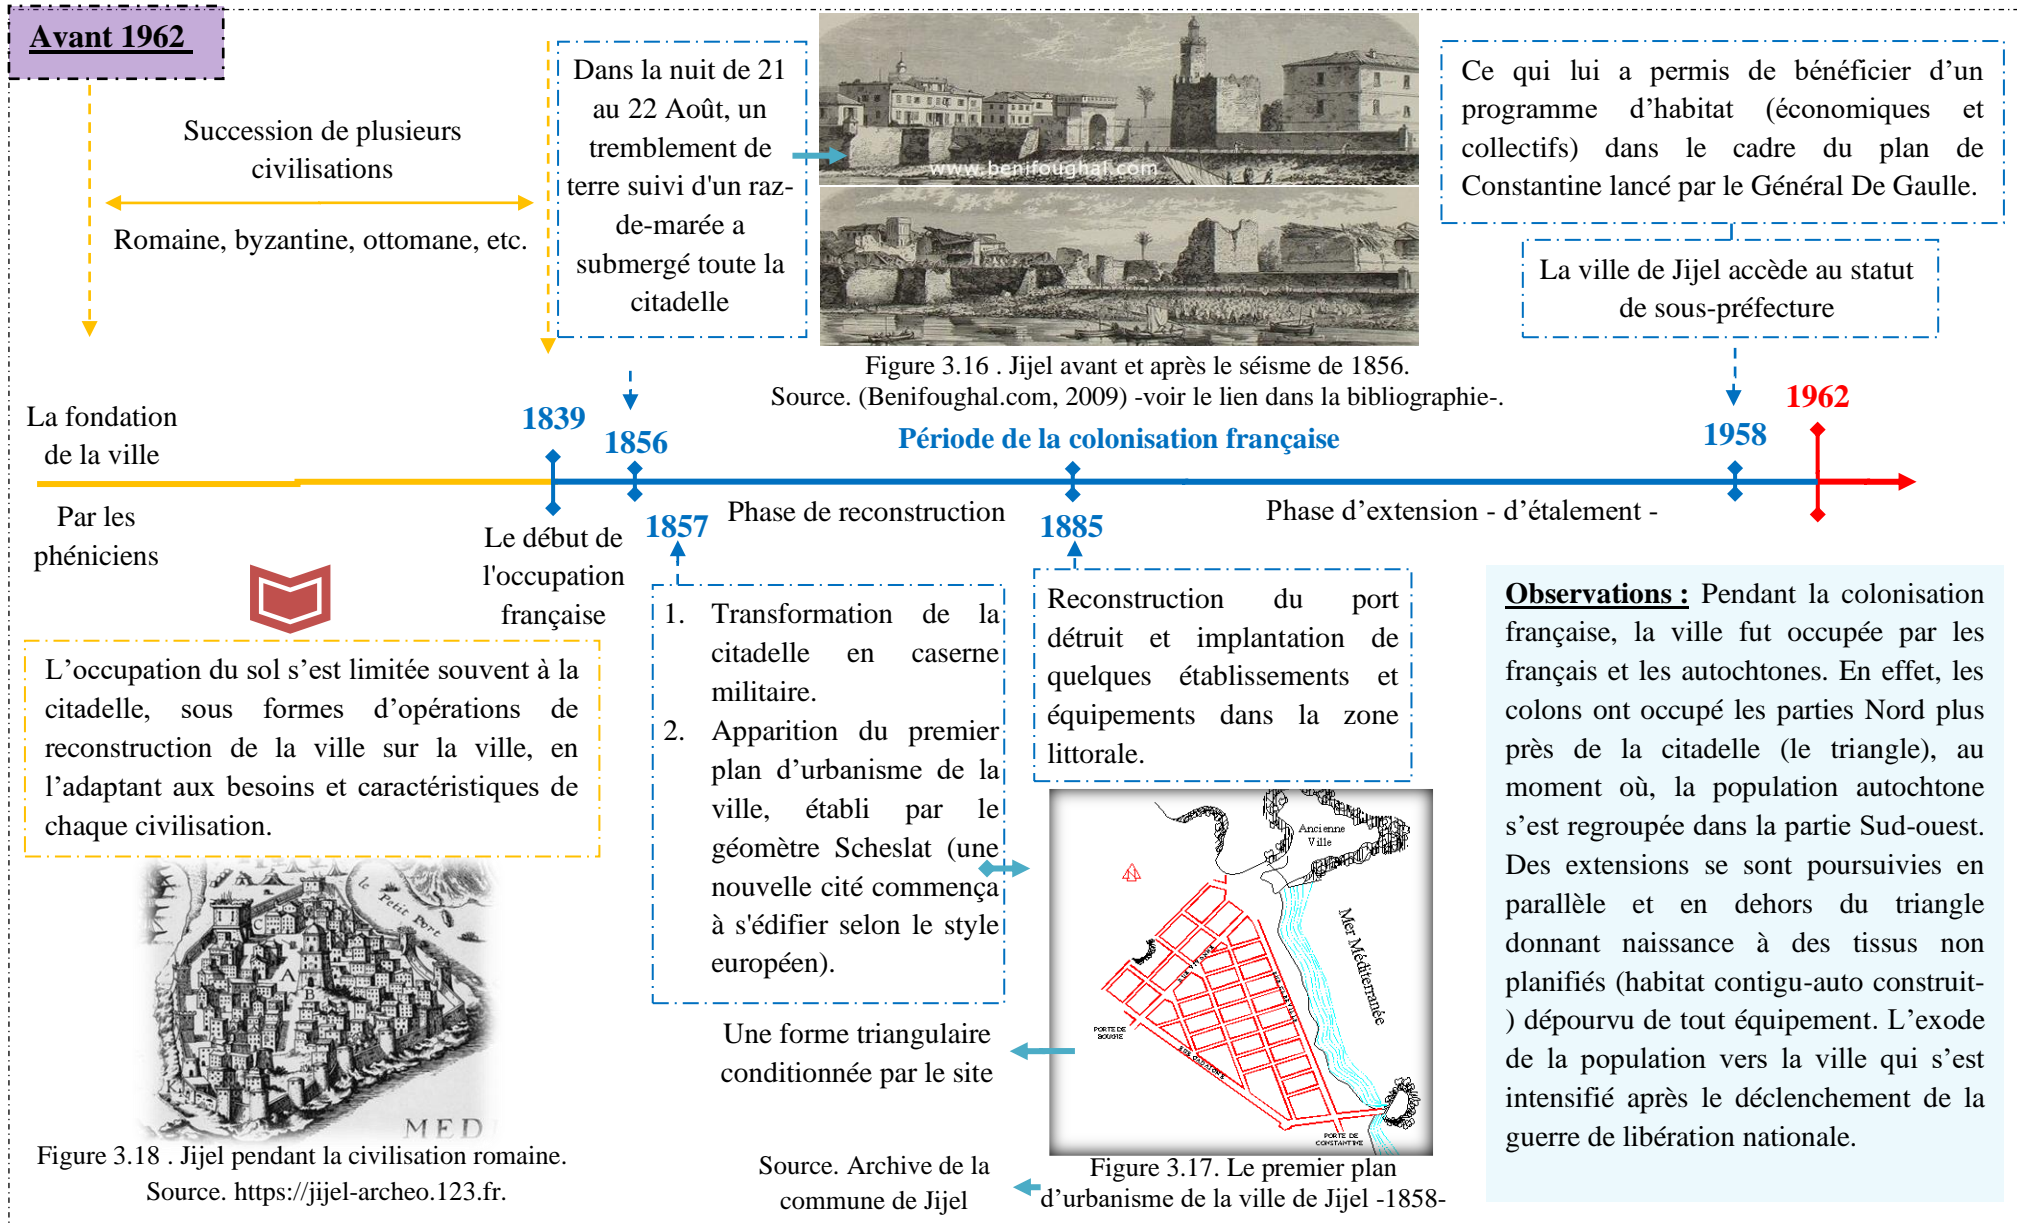 Avant 1962
Succession de plusieurs
civilisations
Romaine, byzantine, ottomane, etc.
Dans la nuit de 21
au 22 Août, un
tremblement de
terre suivi d'un raz-
de-marée a
submergé toute la
citadelle
www.benifoughal.com
Figure 3.16 . Jijel avant et après le séisme de 1856.
Source. (Benifoughal.com, 2009) -voir le lien dans la bibliographie-.
Ce qui lui a permis de bénéficier d’un
programme d’habitat (économiques et
collectifs) dans le cadre du plan de
Constantine lancé par le Général De Gaulle.
La ville de Jijel accède au statut
de sous-préfecture
La fondation
de la ville
1839
1856
Période de la colonisation française
1958
1962
Par les
phéniciens
Le début de
l'occupation
française
1857
Phase de reconstruction
1885
Phase d’extension - d’étalement -
L’occupation du sol s’est limitée souvent à la
citadelle, sous formes d’opérations de
reconstruction de la ville sur la ville, en
l’adaptant aux besoins et caractéristiques de
chaque civilisation.
le Petit Port
C
A
B
MED
Figure 3.18 . Jijel pendant la civilisation romaine.
Source. https://jijel-archeo.123.fr.
1. Transformation de la
citadelle en caserne
militaire.
2. Apparition du premier
plan d’urbanisme de la
ville, établi par le
géomètre Scheslat (une
nouvelle cité commença
à s'édifier selon le style
européen).
Une forme triangulaire
conditionnée par le site
Source. Archive de la
commune de Jijel
Reconstruction du port
détruit et implantation de
quelques établissements et
équipements dans la zone
littorale.
Ancienne
Ville
Mer Méditerranée
PORTE DE
BOUGIE
PORTE DE
CONSTANTINE
Figure 3.17. Le premier plan
d’urbanisme de la ville de Jijel -1858-
Observations : Pendant la colonisation
française, la ville fut occupée par les
français et les autochtones. En effet, les
colons ont occupé les parties Nord plus
près de la citadelle (le triangle), au
moment où, la population autochtone
s’est regroupée dans la partie Sud-ouest.
Des extensions se sont poursuivies en
parallèle et en dehors du triangle
donnant naissance à des tissus non
planifiés (habitat contigu-auto construit-
) dépourvu de tout équipement. L’exode
de la population vers la ville qui s’est
intensifié après le déclenchement de la
guerre de libération nationale.